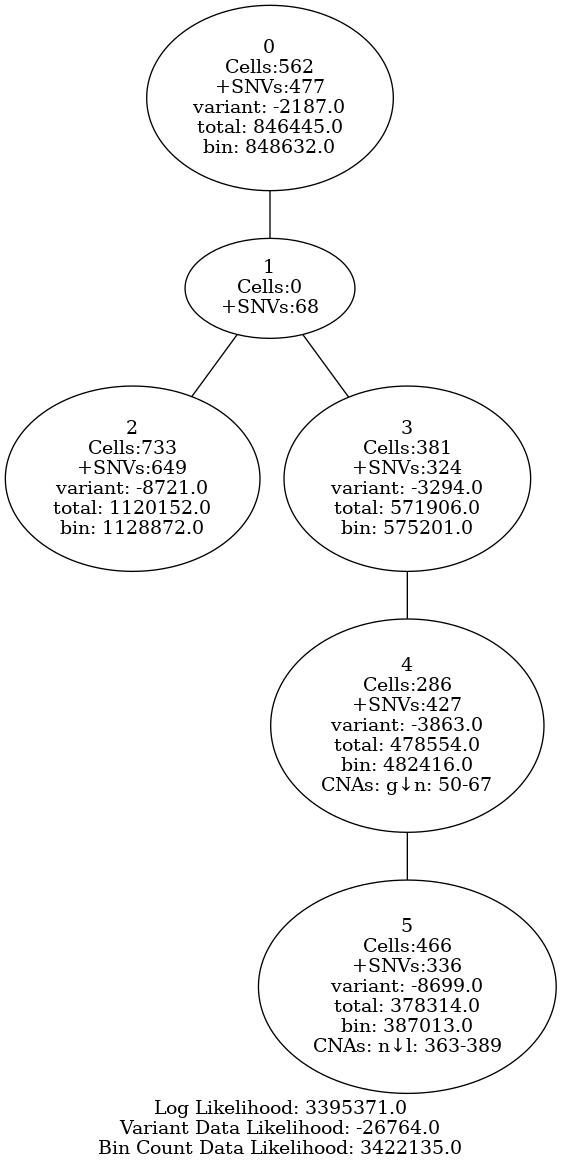 0
Cells:562
+SNVs:477
variant: -2187.0
total: 846445.0
bin: 848632.0
1
Cells:0
+SNVs:68
2
Cells:733
+SNVs:649
variant: -8721.0
total: 1120152.0
bin: 1128872.0
3
Cells:381
+SNVs:324
variant: -3294.0
total: 571906.0
bin: 575201.0
4
Cells:286
+SNVs:427
variant: -3863.0
total: 478554.0
bin: 482416.0
CNAs: g↓n: 50-67
5
Cells:466
+SNVs:336
variant: -8699.0
total: 378314.0
bin: 387013.0
CNAs: n↓l: 363-389
Log Likelihood: 3395371.0
Variant Data Likelihood: -26764.0
Bin Count Data Likelihood: 3422135.0